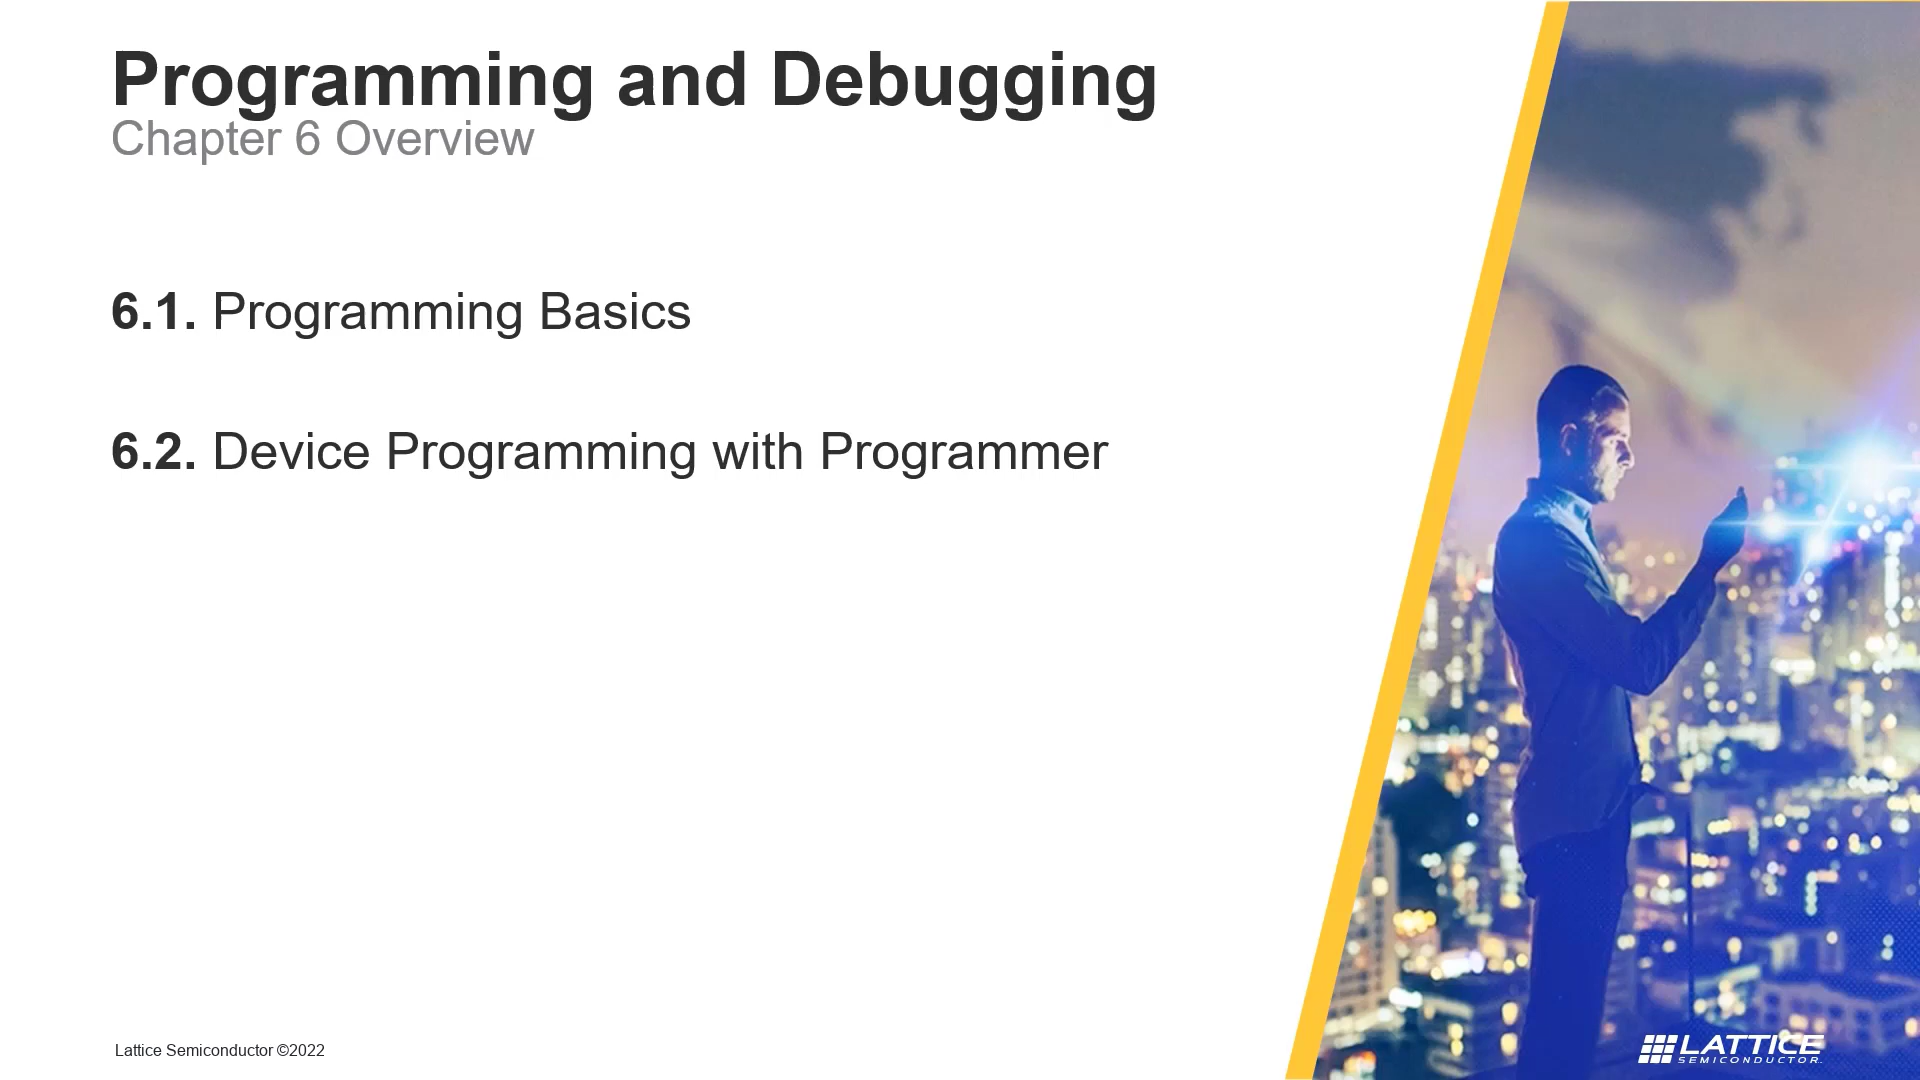 Programming and Debugging
Chapter 6 Overview
6.1. Programming Basics
6.2. Device Programming with Programmer
Lattice Semiconductor ©2022
LATTICE
SEMICONDUCTOR.